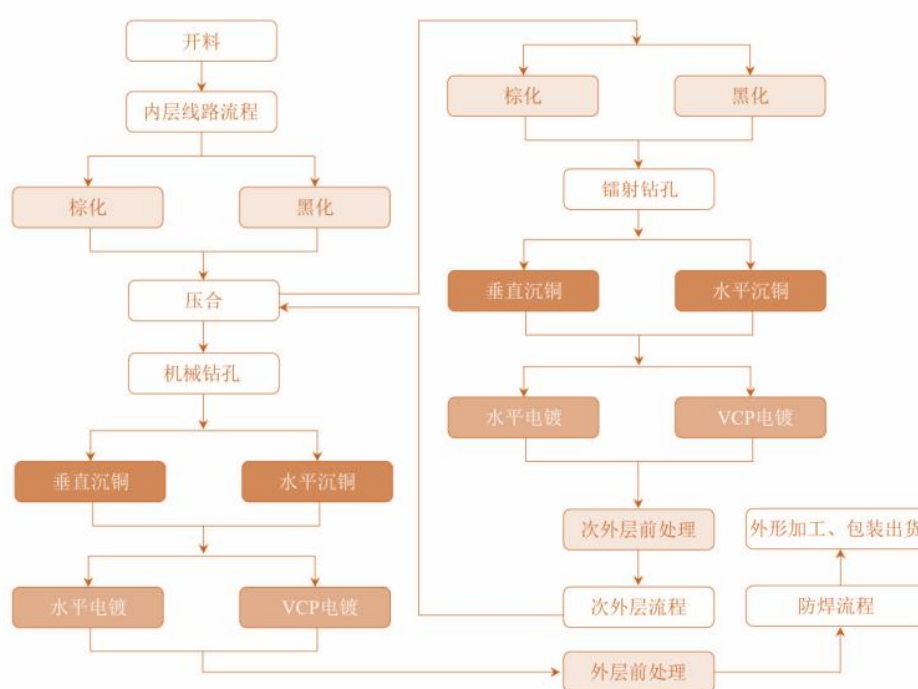 开料
内层线路流程
棕化
黑化
压合
机械钻孔
垂直沉铜
水平沉铜
水平电镀
VCP电镀
棕化
黑化
镭射钻孔
垂直沉铜
水平沉铜
水平电镀
VCP电镀
次外层前处理
次外层流程
外层前处理
防焊流程
外形加工、包装出货